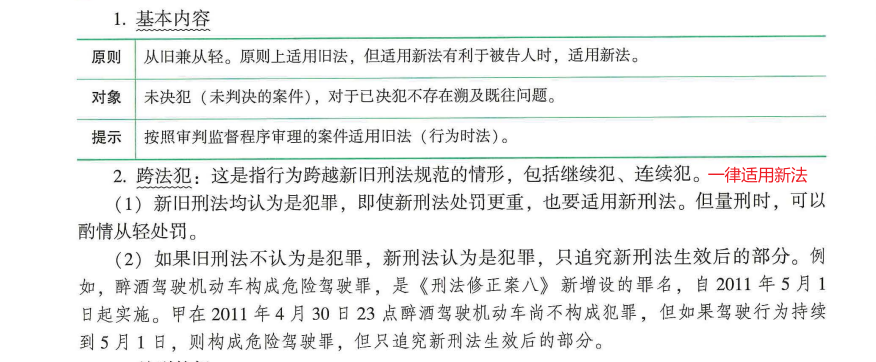 1. 基本内容
原则 从旧兼从轻。原则上适用旧法，但适用新法有利于被告人时，适用新法。
对象 未决犯（未判决的案件），对于已决犯不存在溯及既往问题。
提示 按照审判监督程序审理的案件适用旧法（行为时法）。
2. 跨法犯：这是指行为跨越新旧刑法规范的情形，包括继续犯、连续犯。一律适用新法
（1）新旧刑法均认为是犯罪，即使新刑法处罚更重，也要适用新刑法。但量刑时，可以
酌情从轻处罚。
（2）如果旧刑法不认为是犯罪，新刑法认为是犯罪，只追究新刑法生效后的部分。例
如，醉酒驾驶机动车构成危险驾驶罪，是《刑法修正案八》新增设的罪名，自 2011 年 5 月 1
日起实施。甲在 2011 年 4 月 30 日 23 点醉酒驾驶机动车尚不构成犯罪，但如果驾驶行为持续
到 5 月 1 日，则构成危险驾驶罪，但只追究新刑法生效后的部分。